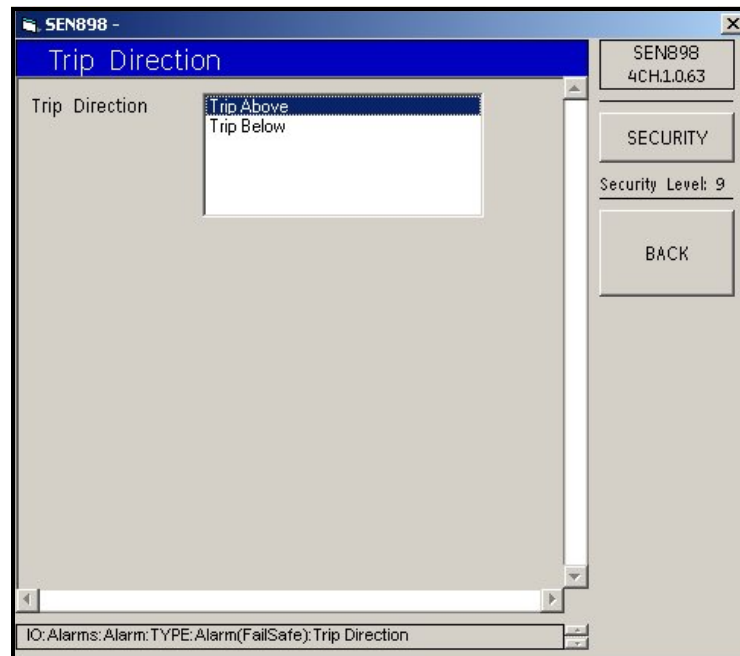 SEN898 -
Trip Direction
SEN898
4CH.1.0.63
Trip Direction
Trip Above
Trip Below
SECURITY
Security Level: 9
BACK
IO:Alarms:Alarm:TYPE:Alarm(FailSafe):Trip Direction